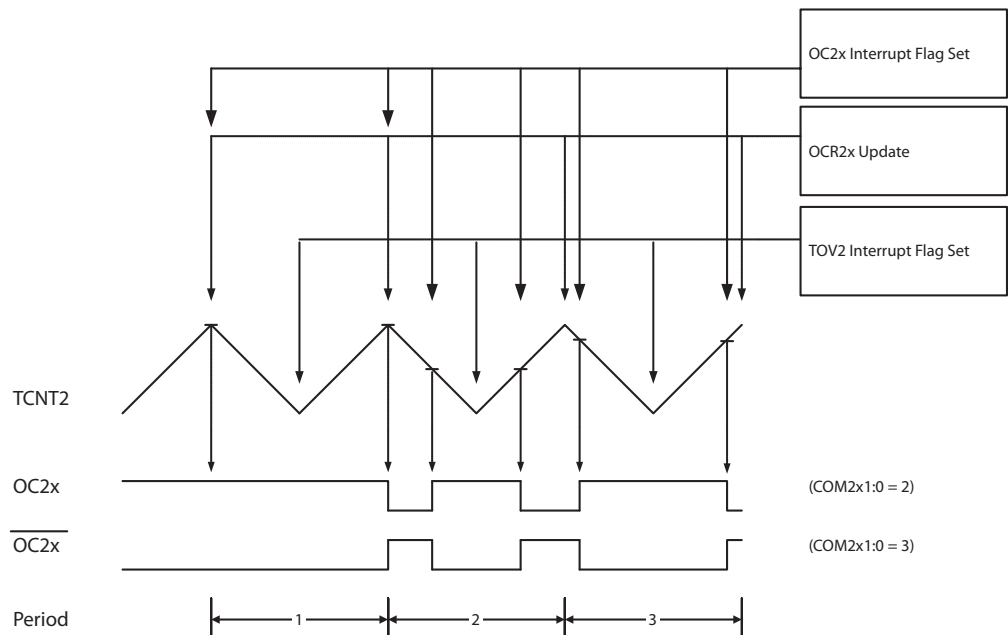 OC2x Interrupt Flag Set
OCR2x Update
TOV2 Interrupt Flag Set
TCNT2
OC2x (COM2x1:0 = 2)
OC2x (COM2x1:0 = 3)
Period 1 2 3